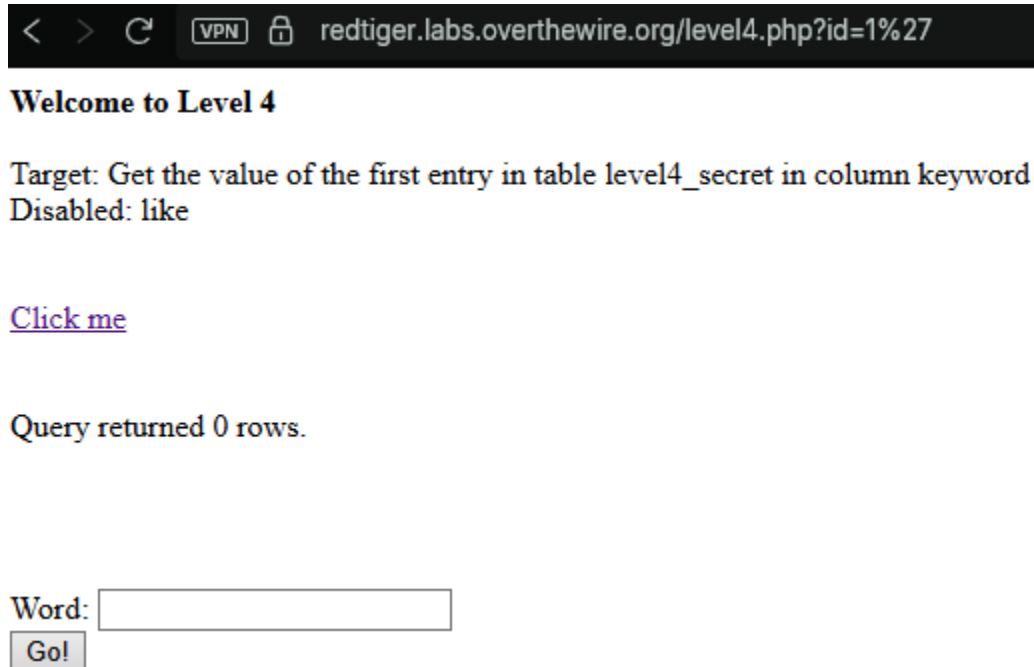 VPN redtiger.labs.overthewire.org/level4.php?id=1%27
Welcome to Level 4
Target: Get the value of the first entry in table level4_secret in column keyword
Disabled: like
Click me
Query returned 0 rows.
Word:
Go!